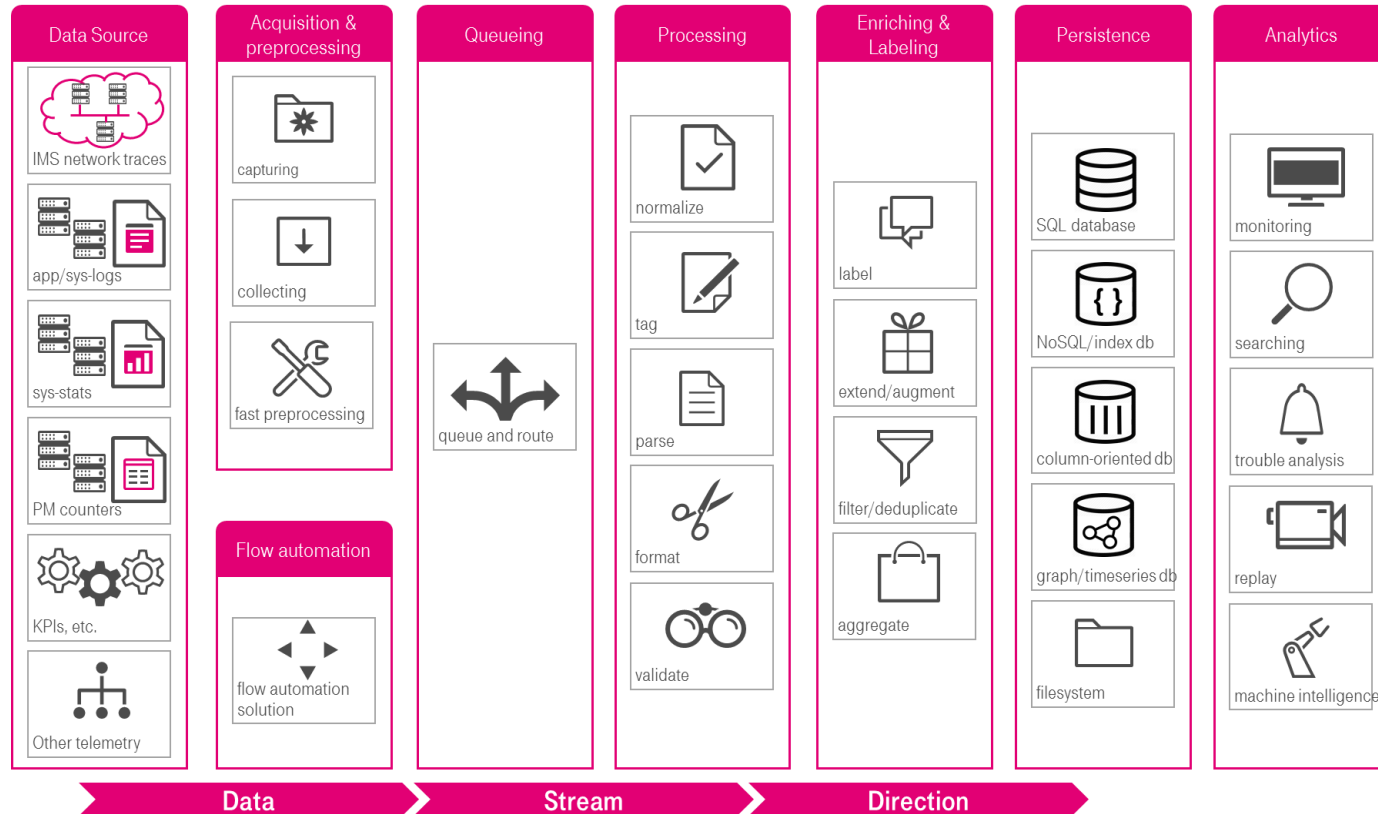 Data Source
IMS network traces
app/sys-logs
sys-stats
PM counters
KPIs, etc.
Other telemetry
Acquisition &
preprocessing
capturing
collecting
fast preprocessing
Flow automation
flow automation
solution
Queueing
queue and route
Processing
normalize
tag
parse
format
validate
Enriching &
Labeling
label
extend/augment
filter/deduplicate
aggregate
Persistence
SQL database
{ }
NoSQL/index db
column-oriented db
graph/timeseries db
filesystem
Analytics
monitoring
searching
trouble analysis
replay
machine intelligence
Data Stream Direction